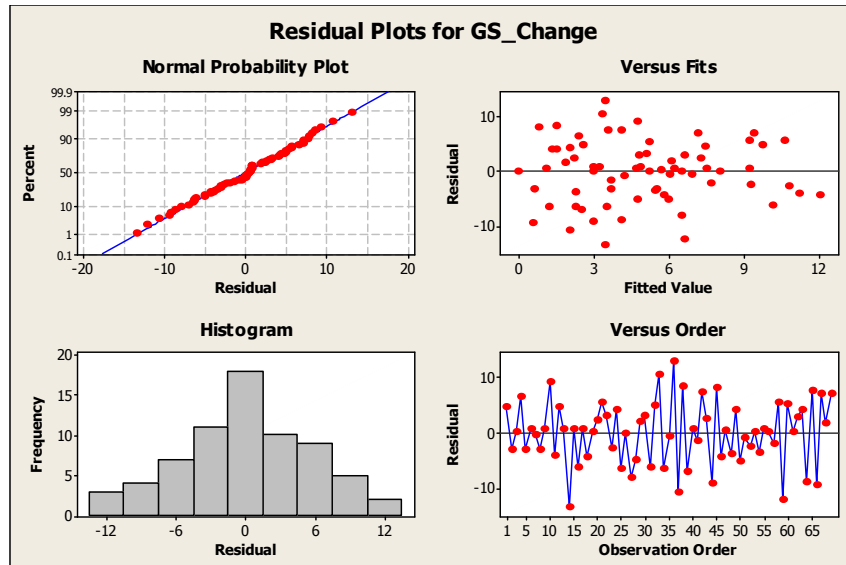 Residual Plots for GS_Change
Normal Probability Plot
99.9
99
90
50
10
1
0.1
Percent
-20 -10 0 10 20
Residual
Versus Fits
10
0
-10
Residual
0 3 6 9 12
Fitted Value
Histogram
20
15
10
5
0
Frequency
-12 -6 0 6 12
Residual
Versus Order
10
0
-10
Residual
1 5 10 15 20 25 30 35 40 45 50 55 60 65
Observation Order